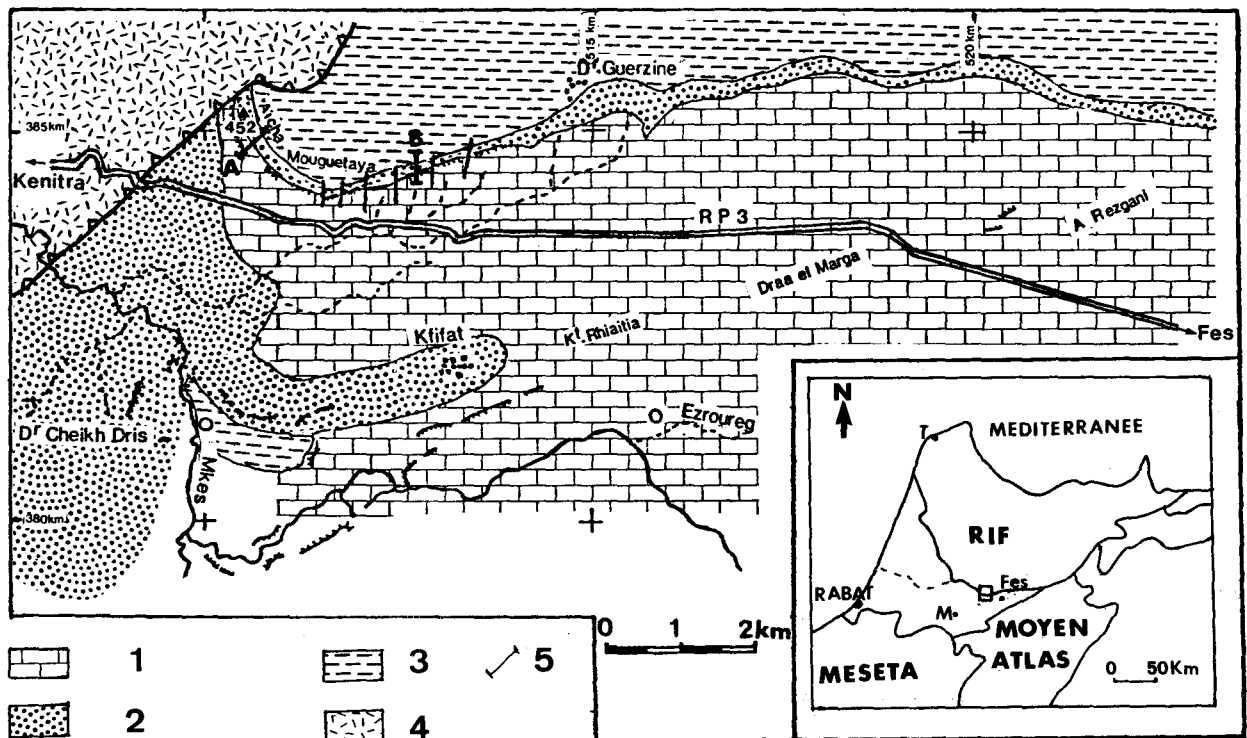 515 km
520 km
Dr Guerzine
385km
452
A
B
Mouguetaya
Kenitra
RP 3
A Rezgani
Draa el Marga
Fes
Kfifat
Kt Rhiaitia
O Ezroureg
Dr Cheikh Dris
O
Mkes
380km
N
T
MEDITERRANEE
RIF
Fes
RABAT
M
MOYEN
ATLAS
MESETA
0 50Km
0 1 2km
1
2
3
4
5